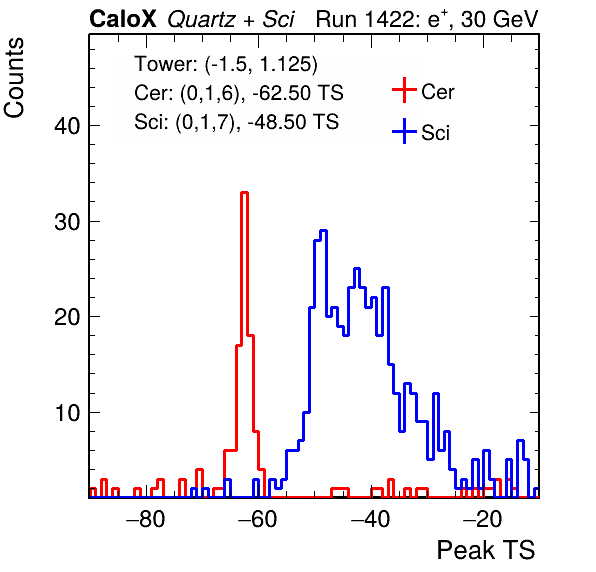 CaloX Quartz + Sci Run 1422: e⁺, 30 GeV
Counts
Tower: (-1.5, 1.125)
Cer: (0,1,6), -62.50 TS
Sci: (0,1,7), -48.50 TS
Cer
Sci
40
30
20
10
−80 −60 −40 −20
Peak TS